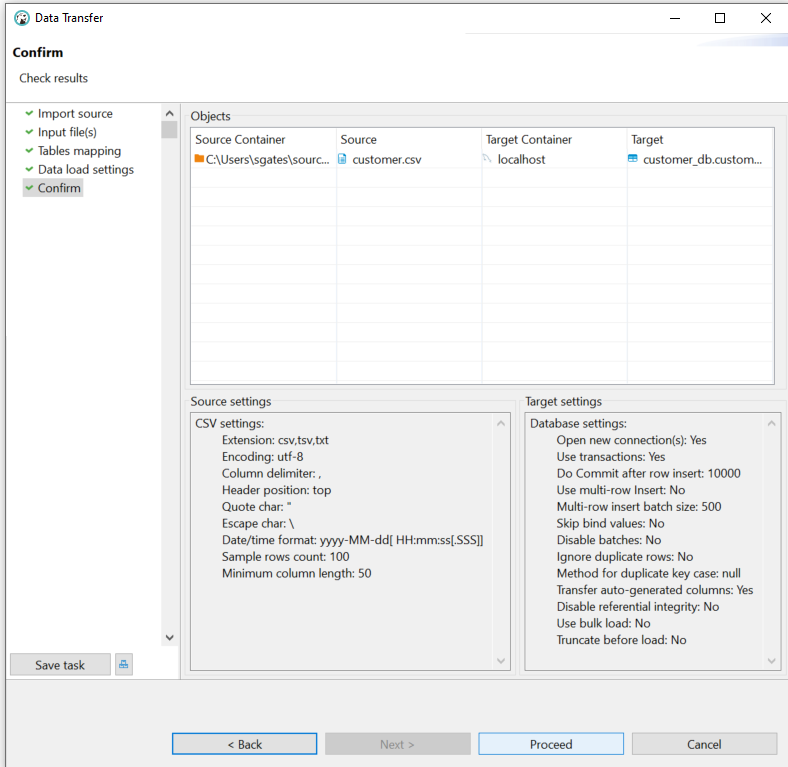 Data Transfer
Confirm
Check results
Import source
Input file(s)
Tables mapping
Data load settings
Confirm
Objects
Source Container Source Target Container Target
C:\Users\sgates\sourc... customer.csv localhost customer_db.custom...
Source settings
CSV settings:
Extension: csv,tsv,txt
Encoding: utf-8
Column delimiter: ,
Header position: top
Quote char: "
Escape char: \
Date/time format: yyyy-MM-dd[ HH:mm:ss[.SSS]]
Sample rows count: 100
Minimum column length: 50
Target settings
Database settings:
Open new connection(s): Yes
Use transactions: Yes
Do Commit after row insert: 10000
Use multi-row Insert: No
Multi-row insert batch size: 500
Skip bind values: No
Disable batches: No
Ignore duplicate rows: No
Method for duplicate key case: null
Transfer auto-generated columns: Yes
Disable referential integrity: No
Use bulk load: No
Truncate before load: No
Save task
< Back Next > Proceed Cancel